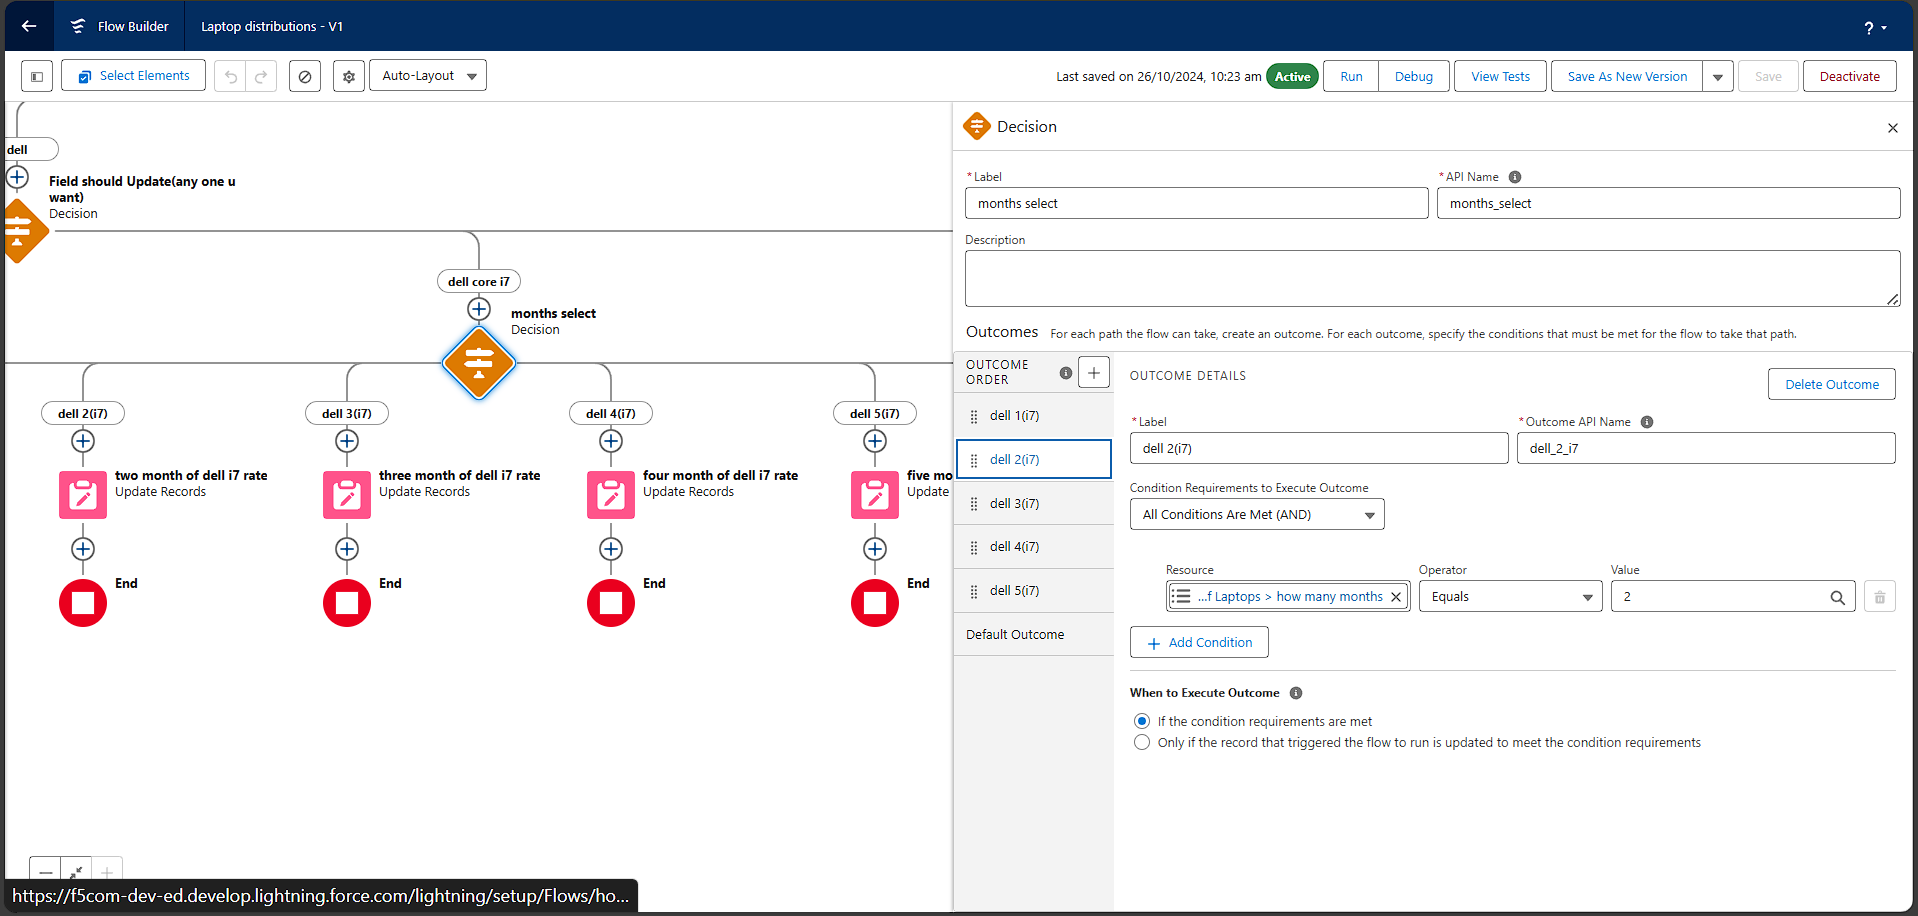 Flow Builder
Laptop distributions - V1
?
Select Elements
Auto-Layout
Last saved on 26/10/2024, 10:23 am
Active
Run
Debug
View Tests
Save As New Version
Save
Deactivate
dell
Field should Update(any one u
want)
Decision
dell core i7
months select
Decision
dell 2(i7)
dell 3(i7)
dell 4(i7)
dell 5(i7)
two month of dell i7 rate
Update Records
three month of dell i7 rate
Update Records
four month of dell i7 rate
Update Records
five mo
Update
End
End
End
End
https://f5com-dev-ed.develop.lightning.force.com/lightning/setup/Flows/ho...
Decision
* Label
months select
* API Name
months_select
Description
Outcomes
For each path the flow can take, create an outcome. For each outcome, specify the conditions that must be met for the flow to take that path.
OUTCOME
ORDER
dell 1(i7)
dell 2(i7)
dell 3(i7)
dell 4(i7)
dell 5(i7)
Default Outcome
OUTCOME DETAILS
Delete Outcome
* Label
dell 2(i7)
* Outcome API Name
dell_2_i7
Condition Requirements to Execute Outcome
All Conditions Are Met (AND)
Resource
...f Laptops > how many months
Operator
Equals
Value
2
Add Condition
When to Execute Outcome
If the condition requirements are met
Only if the record that triggered the flow to run is updated to meet the condition requirements